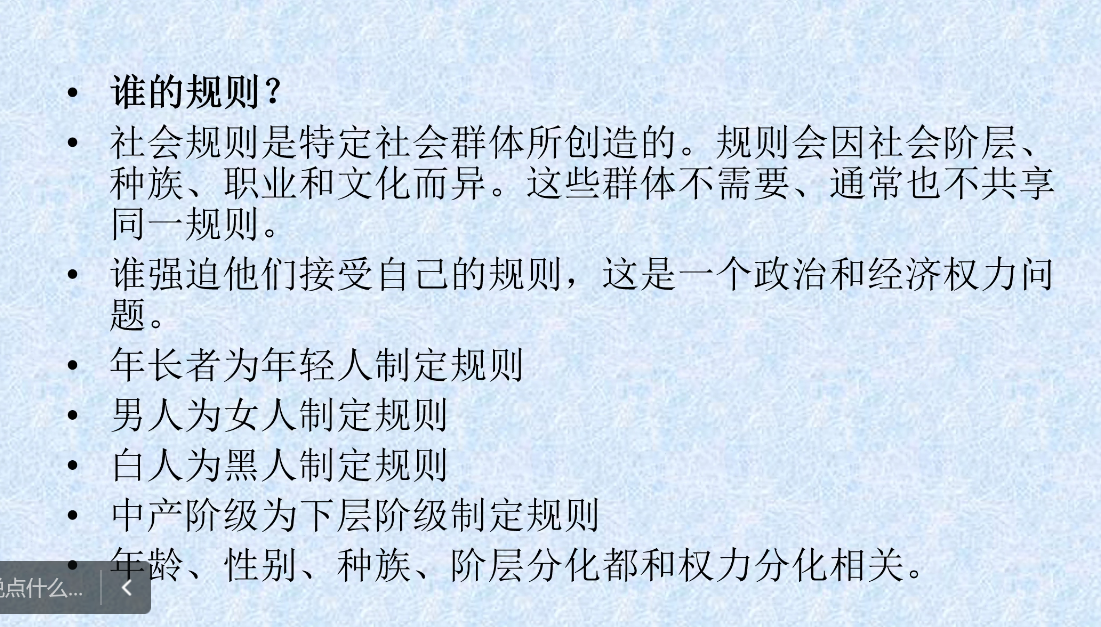 • 谁的规则？
• 社会规则是特定社会群体所创造的。规则会因社会阶层、
种族、职业和文化而异。这些群体不需要、通常也不共享
同一规则。
• 谁强迫他们接受自己的规则，这是一个政治和经济权力问
题。
• 年长者为年轻人制定规则
• 男人为女人制定规则
• 白人为黑人制定规则
• 中产阶级为下层阶级制定规则
• 年龄、性别、种族、阶层分化都和权力分化相关。
点什么...